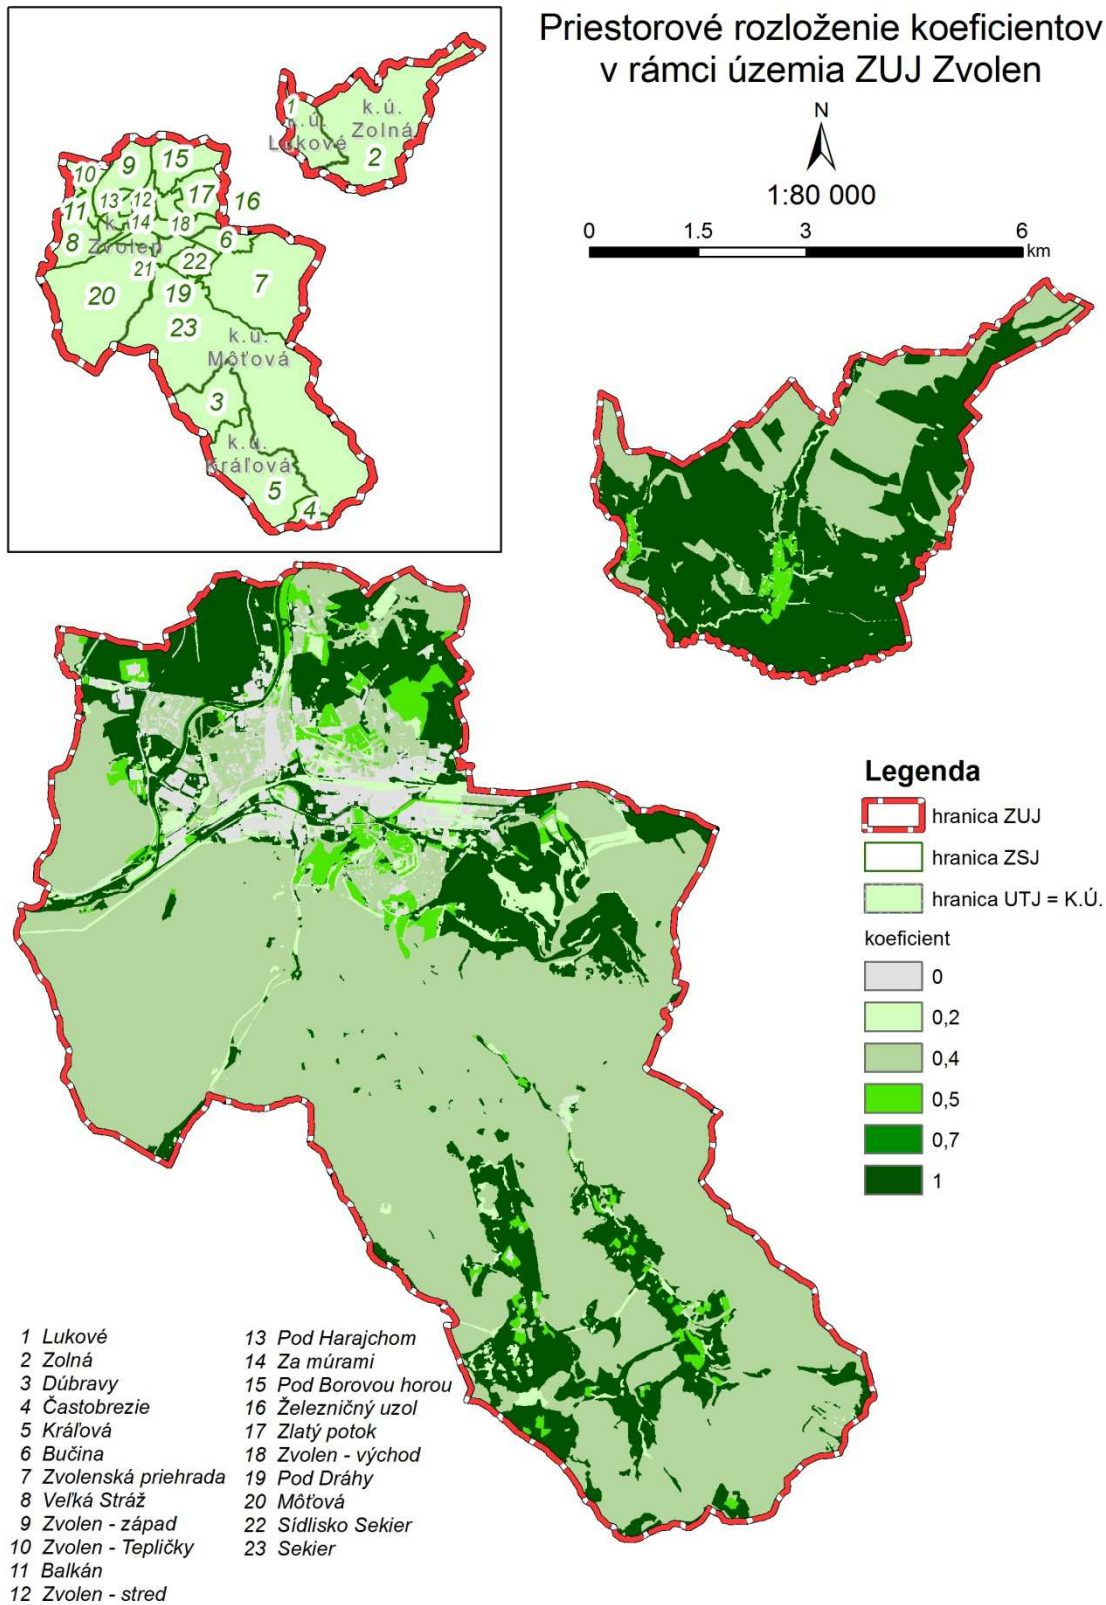 Priestorové rozloženie koeficientov
v rámci územia ZUJ Zvolen
N
1:80 000
0 1.5 3 6
km
1
k.ú.
Lukové
k.ú.
Zolná
2
9
15
10
13
12
17
16
11
14
18
8
k.ú.
Zvolen
6
21
22
20
19
7
23
k.ú.
Môťová
3
k.ú.
Kráľová
5
4
Legenda
hranica ZUJ
hranica ZSJ
hranica UTJ = K.Ú.
koeficient
0
0,2
0,4
0,5
0,7
1
1 Lukové
2 Zolná
3 Dúbravy
4 Častobrezie
5 Kráľová
6 Bučina
7 Zvolenská priehrada
8 Veľká Stráž
9 Zvolen - západ
10 Zvolen - Tepličky
11 Balkán
12 Zvolen - stred
13 Pod Harajchom
14 Za múrami
15 Pod Borovou horou
16 Železničný uzol
17 Zlatý potok
18 Zvolen - východ
19 Pod Dráhy
20 Môťová
22 Sídlisko Sekier
23 Sekier